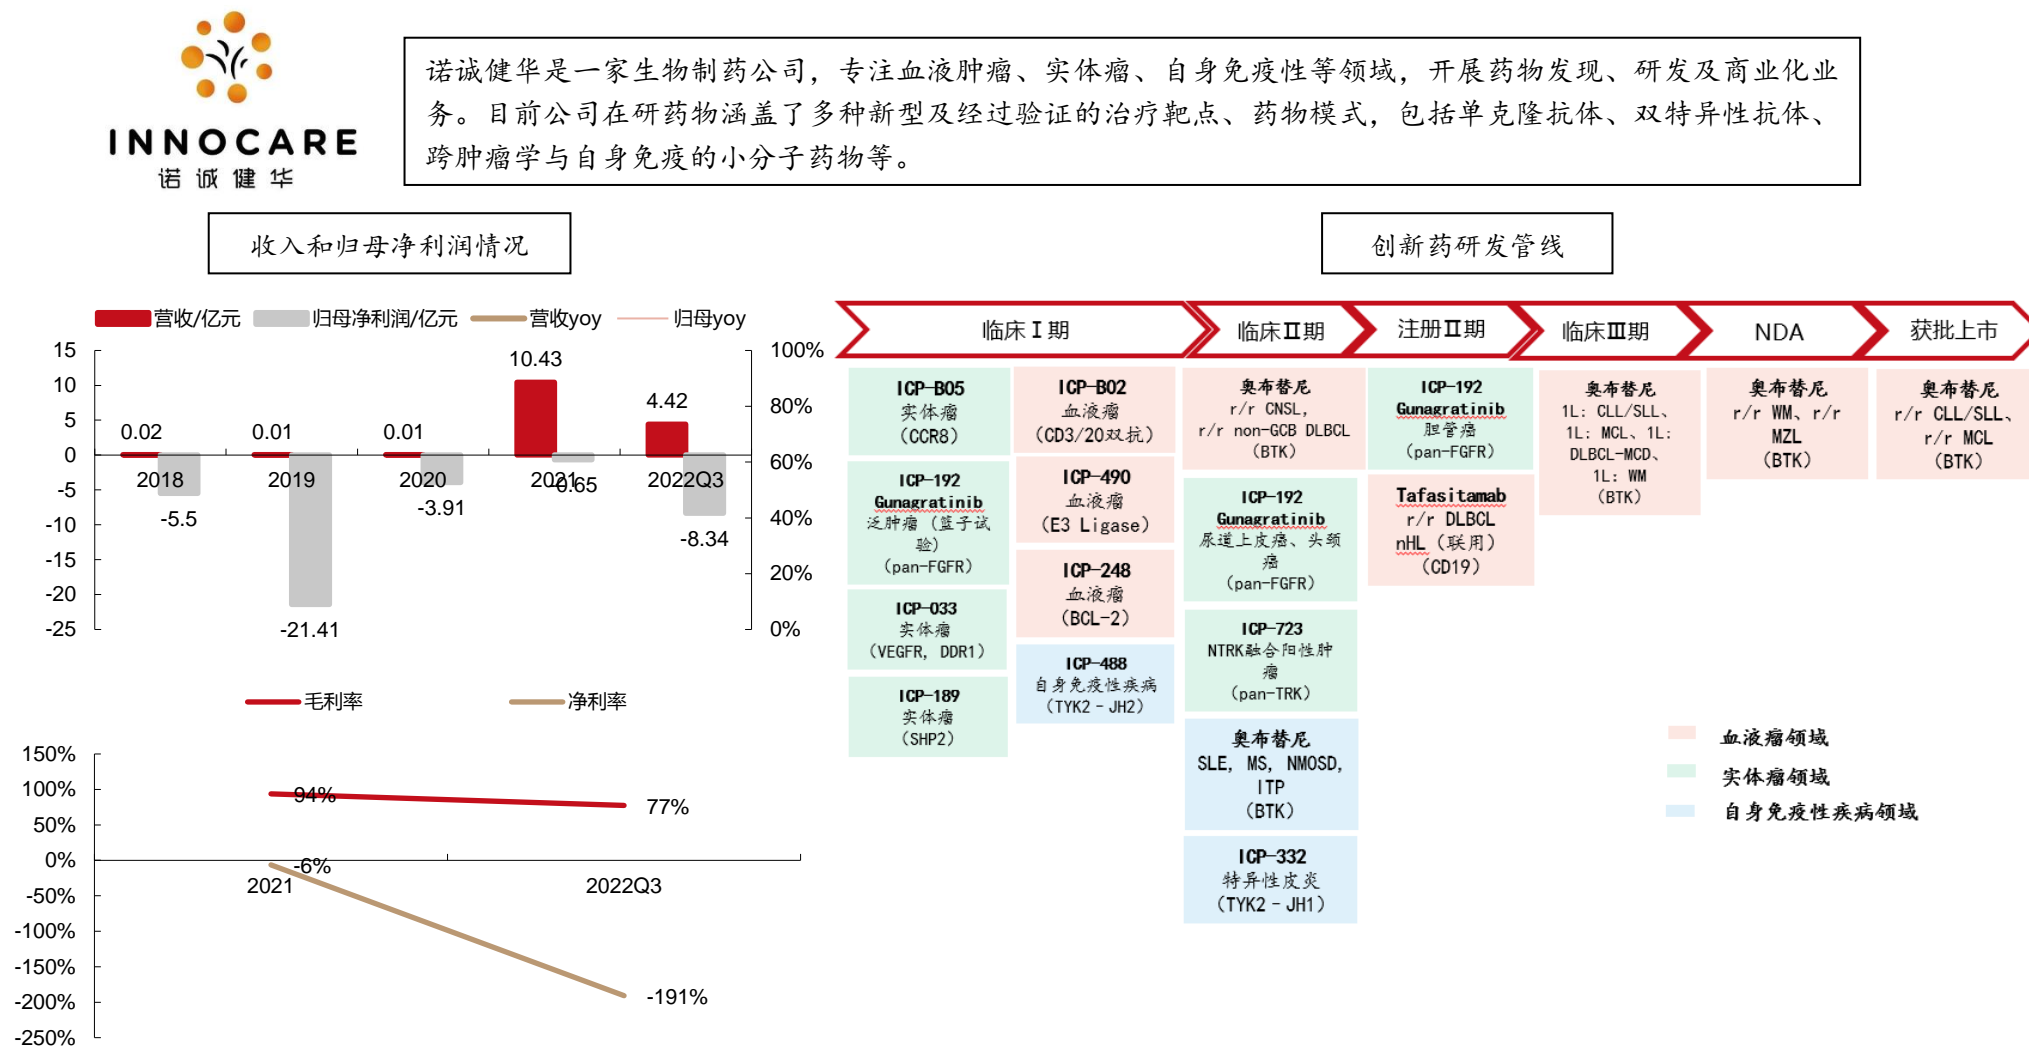 INNOCARE
诺诚健华
诺诚健华是一家生物制药公司，专注血液肿瘤、实体瘤、自身免疫性等领域，开展药物发现、研发及商业化业
务。目前公司在研药物涵盖了多种新型及经过验证的治疗靶点、药物模式，包括单克隆抗体、双特异性抗体、
跨肿瘤学与自身免疫的小分子药物等。
收入和归母净利润情况
营收/亿元 归母净利润/亿元 营收yoy 归母yoy
15
10
5
0
-5
-10
-15
-20
-25
100%
80%
60%
40%
20%
0%
0.02
0.01
0.01
10.43
4.42
2018
2019
2020
2021
2022Q3
-5.5
-21.41
-3.91
-0.65
-8.34
毛利率 净利率
150%
100%
50%
0%
-50%
-100%
-150%
-200%
-250%
94%
77%
-6%
-191%
2021
2022Q3
创新药研发管线
临床Ⅰ期
临床Ⅱ期
注册Ⅱ期
临床Ⅲ期
NDA
获批上市
ICP-B05
实体瘤
（CCR8）
ICP-192
Gunagratinib
泛肿瘤（篮子试
验）
（pan-FGFR）
ICP-033
实体瘤
（VEGFR, DDR1）
ICP-189
实体瘤
（SHP2）
ICP-B02
血液瘤
（CD3/20双抗）
ICP-490
血液瘤
（E3 Ligase）
ICP-248
血液瘤
（BCL-2）
ICP-488
自身免疫性疾病
（TYK2–JH2）
奥布替尼
r/r CNSL,
r/r non-GCB DLBCL
（BTK）
ICP-192
Gunagratinib
尿道上皮癌、头颈
癌
（pan-FGFR）
ICP-723
NTRK融合阳性肿
瘤
（pan-TRK）
奥布替尼
SLE, MS, NMOSD,
ITP
（BTK）
ICP-332
特异性皮炎
（TYK2–JH1）
ICP-192
Gunagratinib
胆管癌
（pan-FGFR）
Tafasitamab
r/r DLBCL
nHL（联用）
（CD19）
奥布替尼
1L: CLL/SLL、
1L: MCL、1L:
DLBCL-MCD、
1L: WM
（BTK）
奥布替尼
r/r WM、r/r
MZL
（BTK）
奥布替尼
r/r CLL/SLL、
r/r MCL
（BTK）
血液瘤领域
实体瘤领域
自身免疫性疾病领域